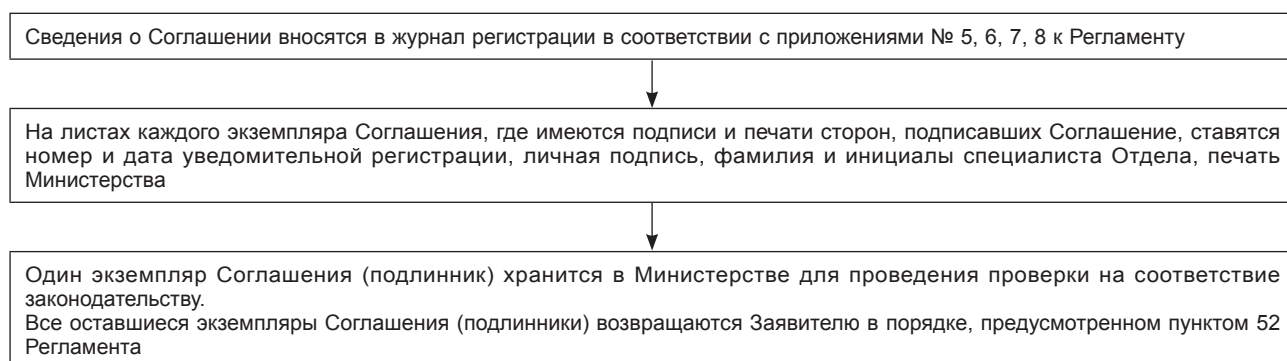 Сведения о Соглашении вносятся в журнал регистрации в соответствии с приложениями № 5, 6, 7, 8 к Регламенту
На листах каждого экземпляра Соглашения, где имеются подписи и печати сторон, подписавших Соглашение, ставятся
номер и дата уведомительной регистрации, личная подпись, фамилия и инициалы специалиста Отдела, печать
Министерства
Один экземпляр Соглашения (подлинник) хранится в Министерстве для проведения проверки на соответствие
законодательству.
Все оставшиеся экземпляры Соглашения (подлинники) возвращаются Заявителю в порядке, предусмотренном пунктом 52
Регламента